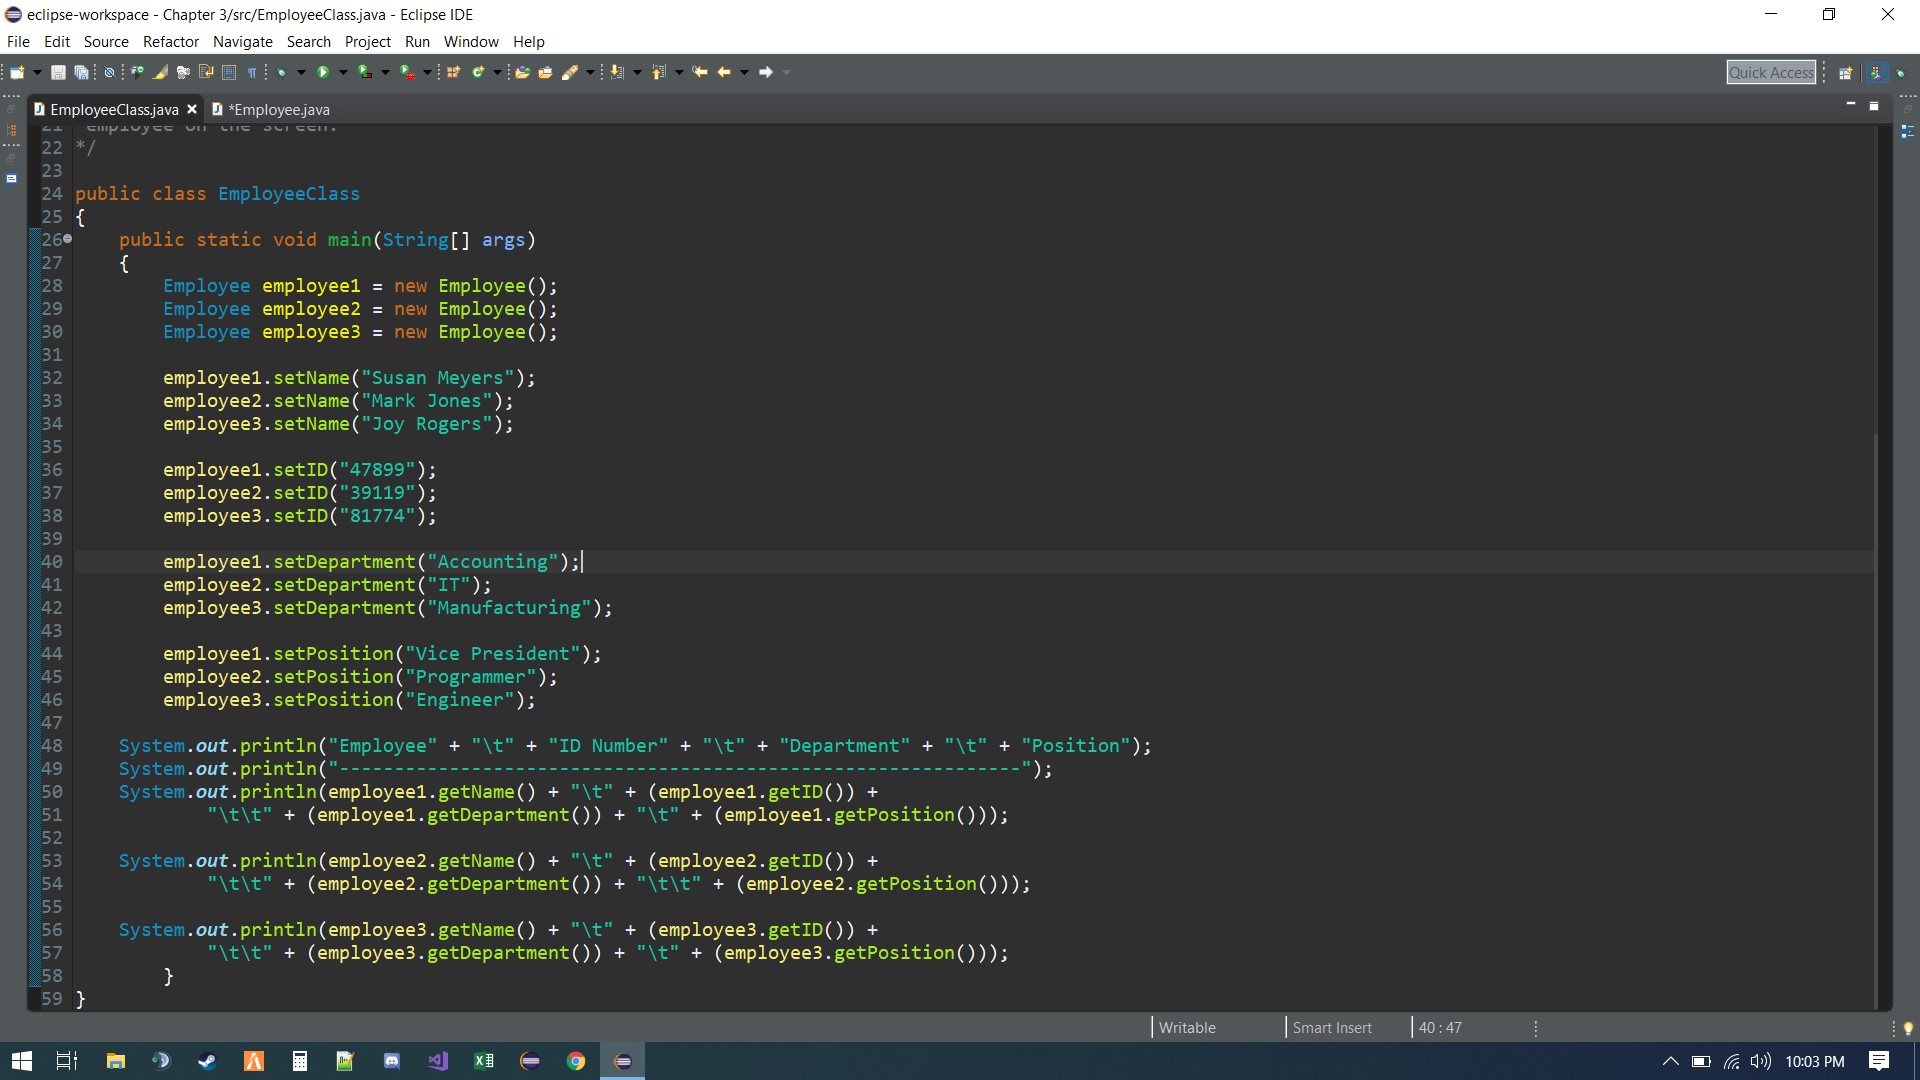 eclipse-workspace - Chapter 3/src/EmployeeClass.java - Eclipse IDE
File Edit Source Refactor Navigate Search Project Run Window Help
Quick Access
EmployeeClass.java *Employee.java
21 employee on the screen.
22 */
23
24 public class EmployeeClass
25 {
26 public static void main(String[] args)
27 {
28 Employee employee1 = new Employee();
29 Employee employee2 = new Employee();
30 Employee employee3 = new Employee();
31
32 employee1.setName("Susan Meyers");
33 employee2.setName("Mark Jones");
34 employee3.setName("Joy Rogers");
35
36 employee1.setID("47899");
37 employee2.setID("39119");
38 employee3.setID("81774");
39
40 employee1.setDepartment("Accounting");
41 employee2.setDepartment("IT");
42 employee3.setDepartment("Manufacturing");
43
44 employee1.setPosition("Vice President");
45 employee2.setPosition("Programmer");
46 employee3.setPosition("Engineer");
47
48 System.out.println("Employee" + "\t" + "ID Number" + "\t" + "Department" + "\t" + "Position");
49 System.out.println("--------------------------------------------------------------");
50 System.out.println(employee1.getName() + "\t" + (employee1.getID()) +
51 "\t\t" + (employee1.getDepartment()) + "\t" + (employee1.getPosition()));
52
53 System.out.println(employee2.getName() + "\t" + (employee2.getID()) +
54 "\t\t" + (employee2.getDepartment()) + "\t\t" + (employee2.getPosition()));
55
56 System.out.println(employee3.getName() + "\t" + (employee3.getID()) +
57 "\t\t" + (employee3.getDepartment()) + "\t" + (employee3.getPosition()));
58 }
59 }
Writable Smart Insert 40 : 47
10:03 PM